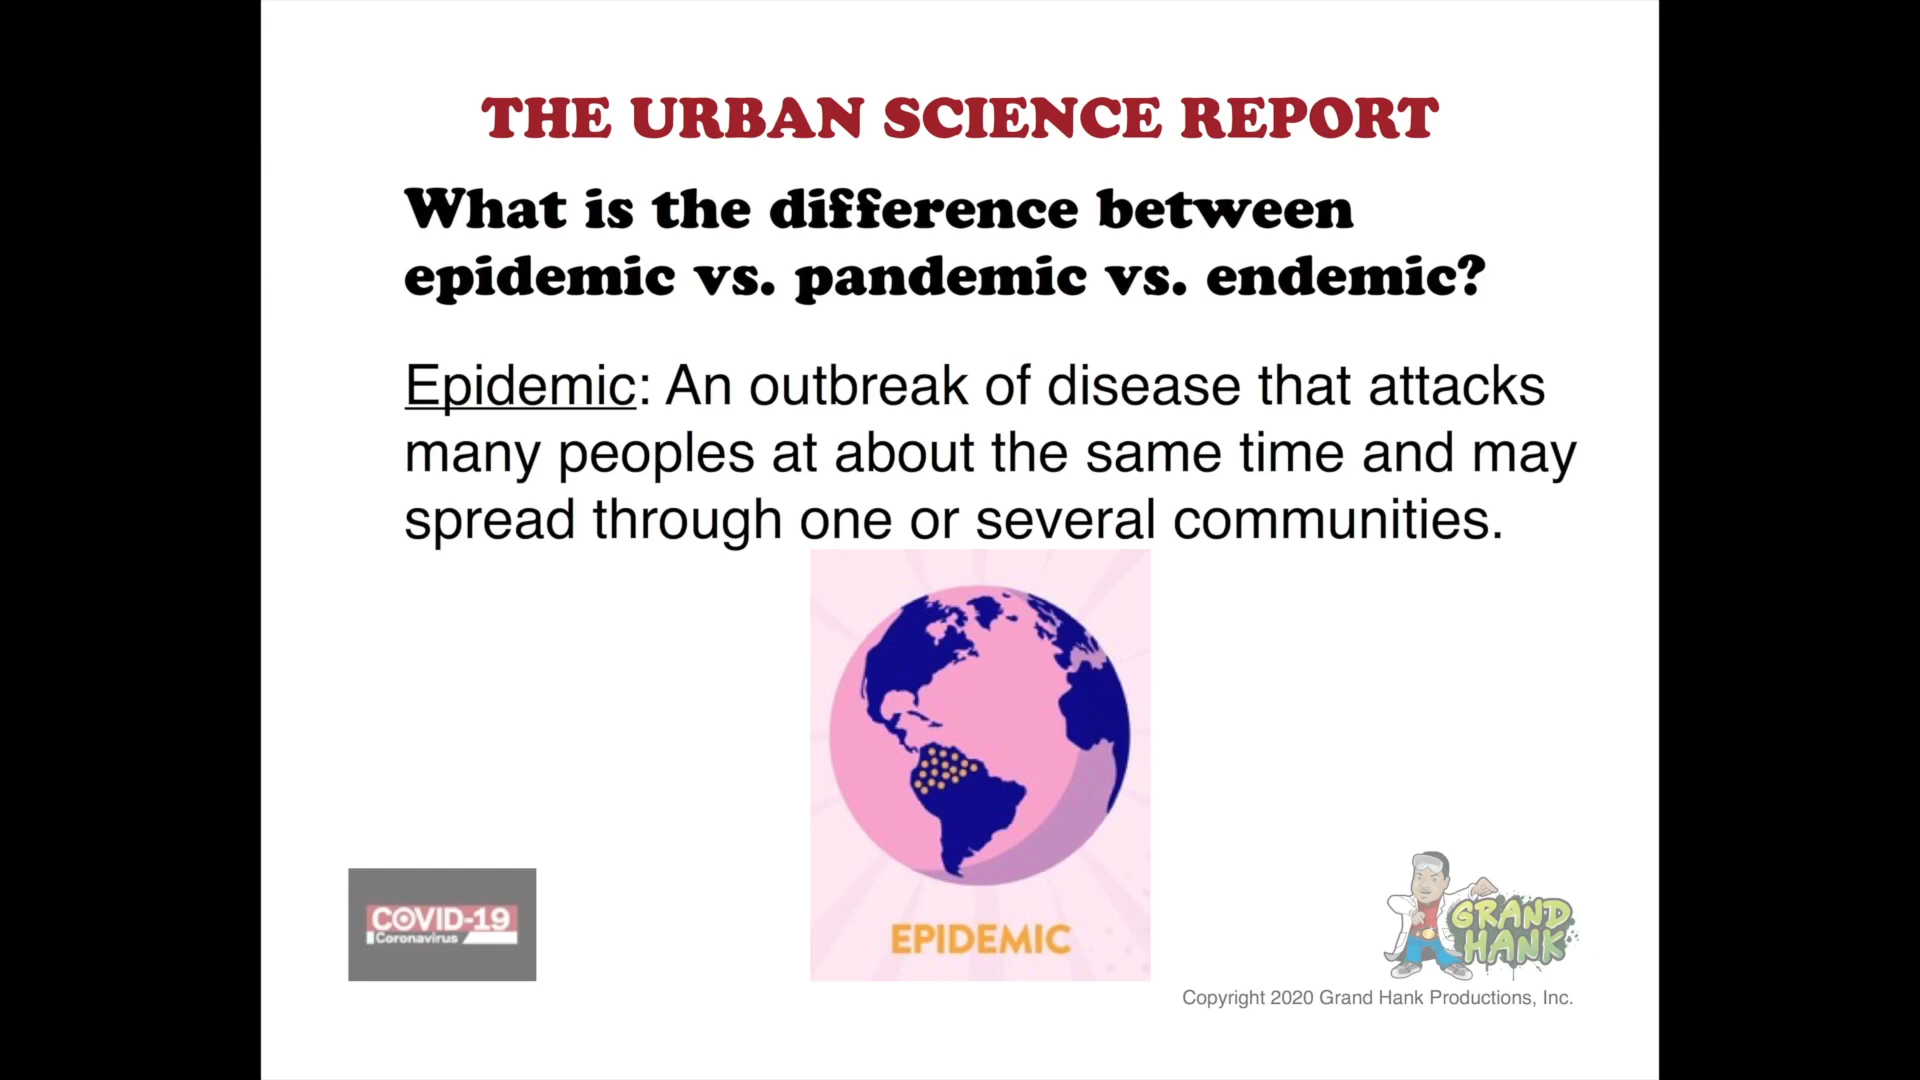 THE URBAN SCIENCE REPORT
What is the difference between
epidemic vs. pandemic vs. endemic?
Epidemic: An outbreak of disease that attacks
many peoples at about the same time and may
spread through one or several communities.
EPIDEMIC
COVID-19
Coronavirus
GRAND
HANK
Copyright 2020 Grand Hank Productions, Inc.